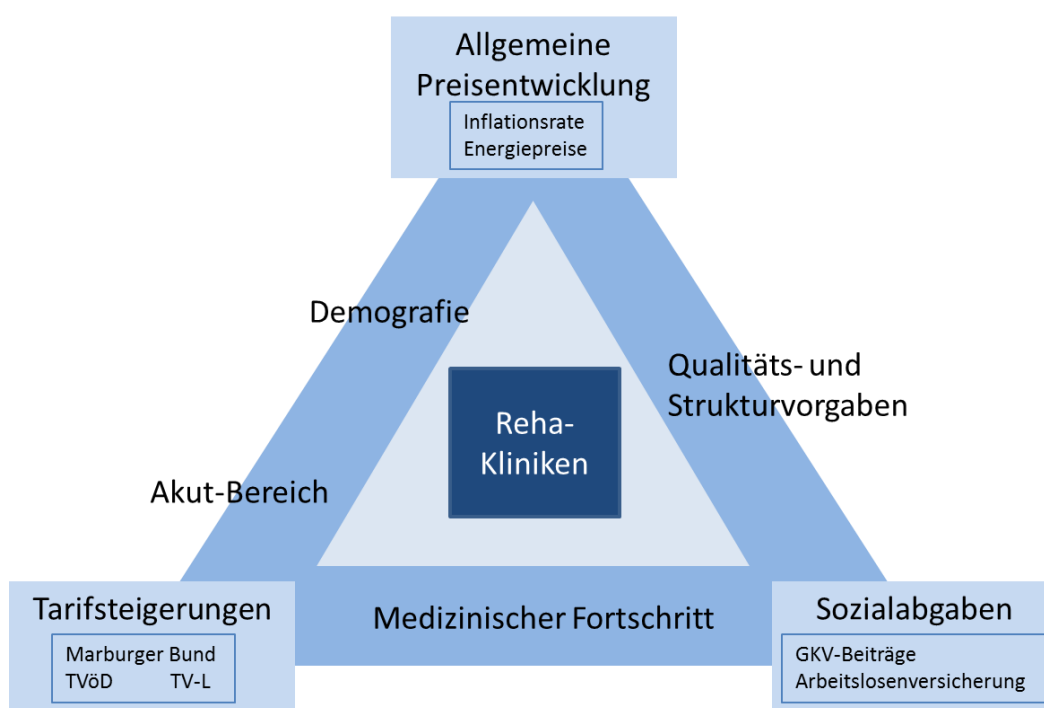 Allgemeine
Preisentwicklung
Inflationsrate
Energiepreise
Demografie
Qualitäts- und
Strukturvorgaben
Reha-
Kliniken
Akut-Bereich
Tarifsteigerungen
Marburger Bund
TVöD TV-L
Medizinischer Fortschritt
Sozialabgaben
GKV-Beiträge
Arbeitslosenversicherung